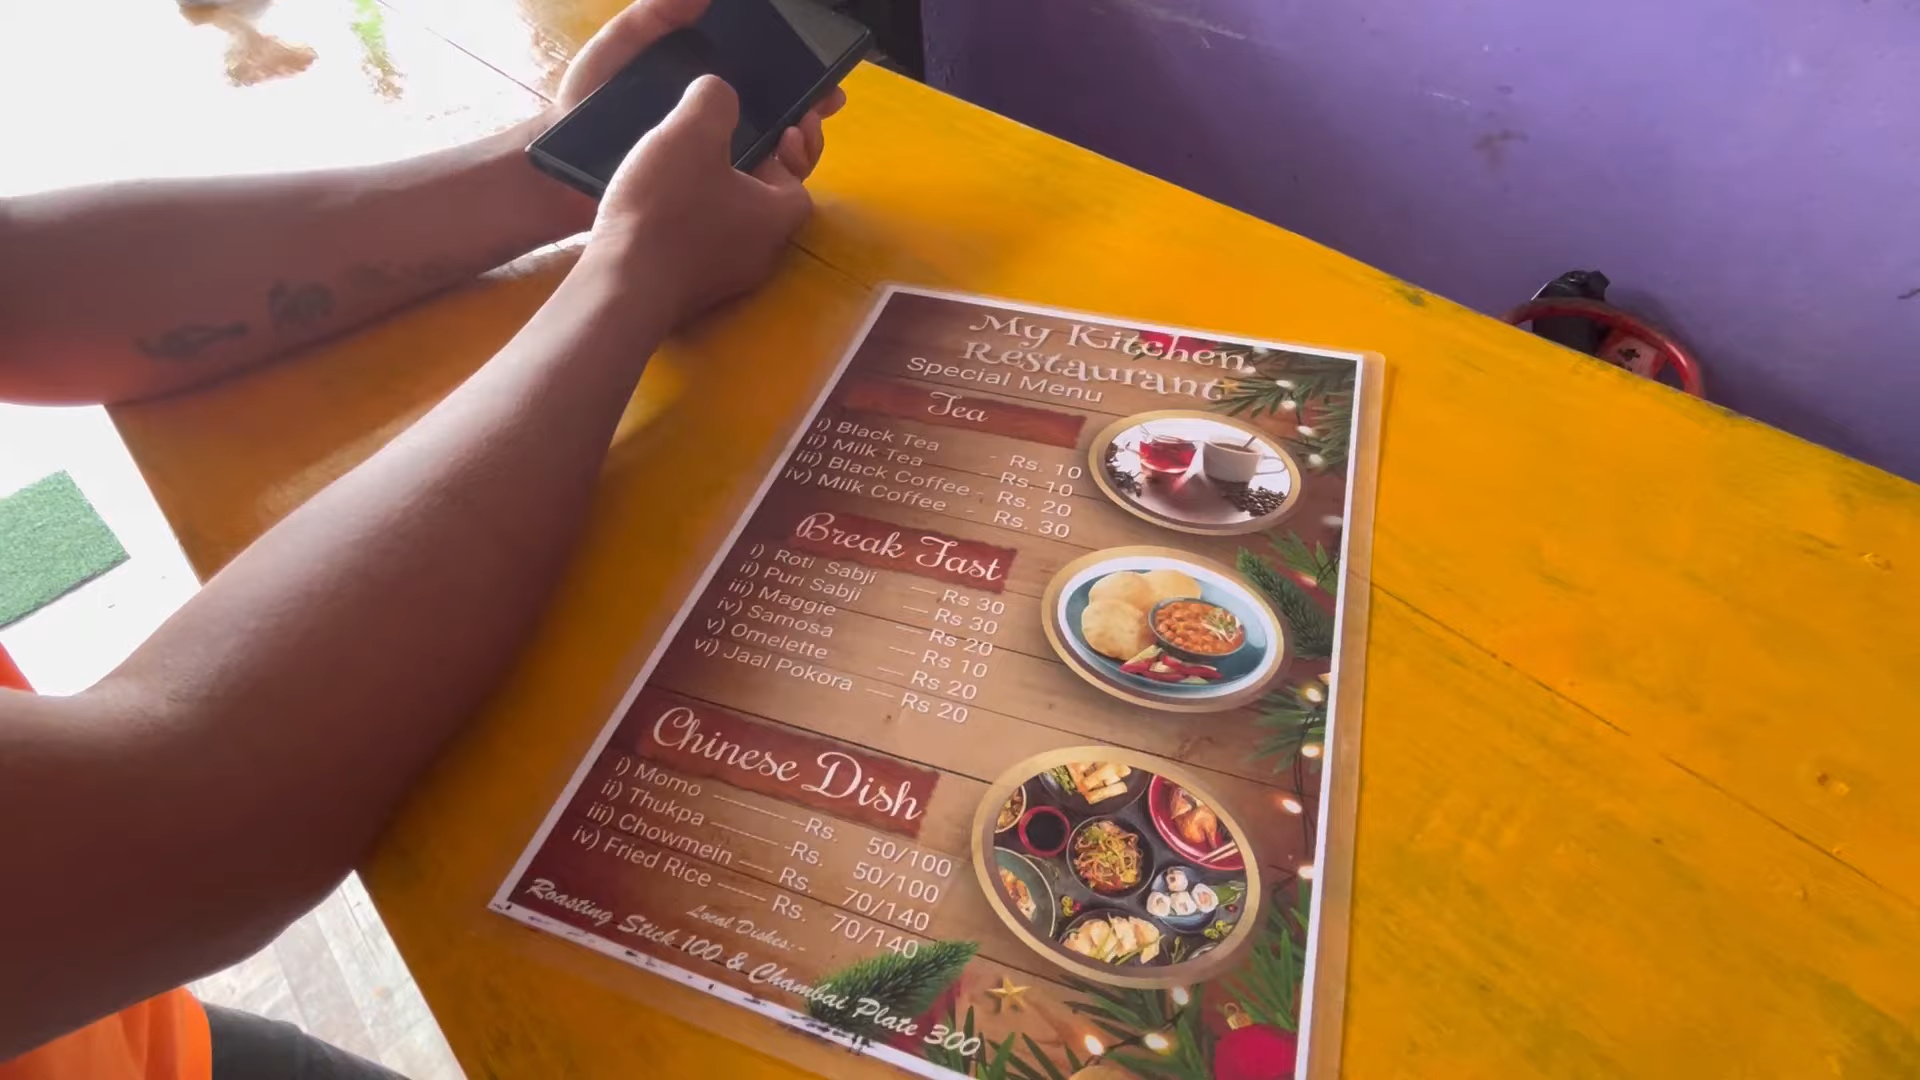 My Kitchen
Restaurant
Special Menu
Tea
i) Black Tea - Rs. 10
ii) Milk Tea - Rs. 10
iii) Black Coffee - Rs. 20
iv) Milk Coffee - Rs. 30
Break Fast
i) Roti Sabji — Rs 30
ii) Puri Sabji — Rs 30
iii) Maggie — Rs 20
iv) Samosa — Rs 10
v) Omelette — Rs 20
vi) Jaal Pokora — Rs 20
Chinese Dish
i) Momo ----------- Rs. 50/100
ii) Thukpa ----------- Rs. 50/100
iii) Chowmein -------- Rs. 70/140
iv) Fried Rice -------- Rs. 70/140
Local Dishes:-
Roasting Stick 100 & Chambai Plate 300